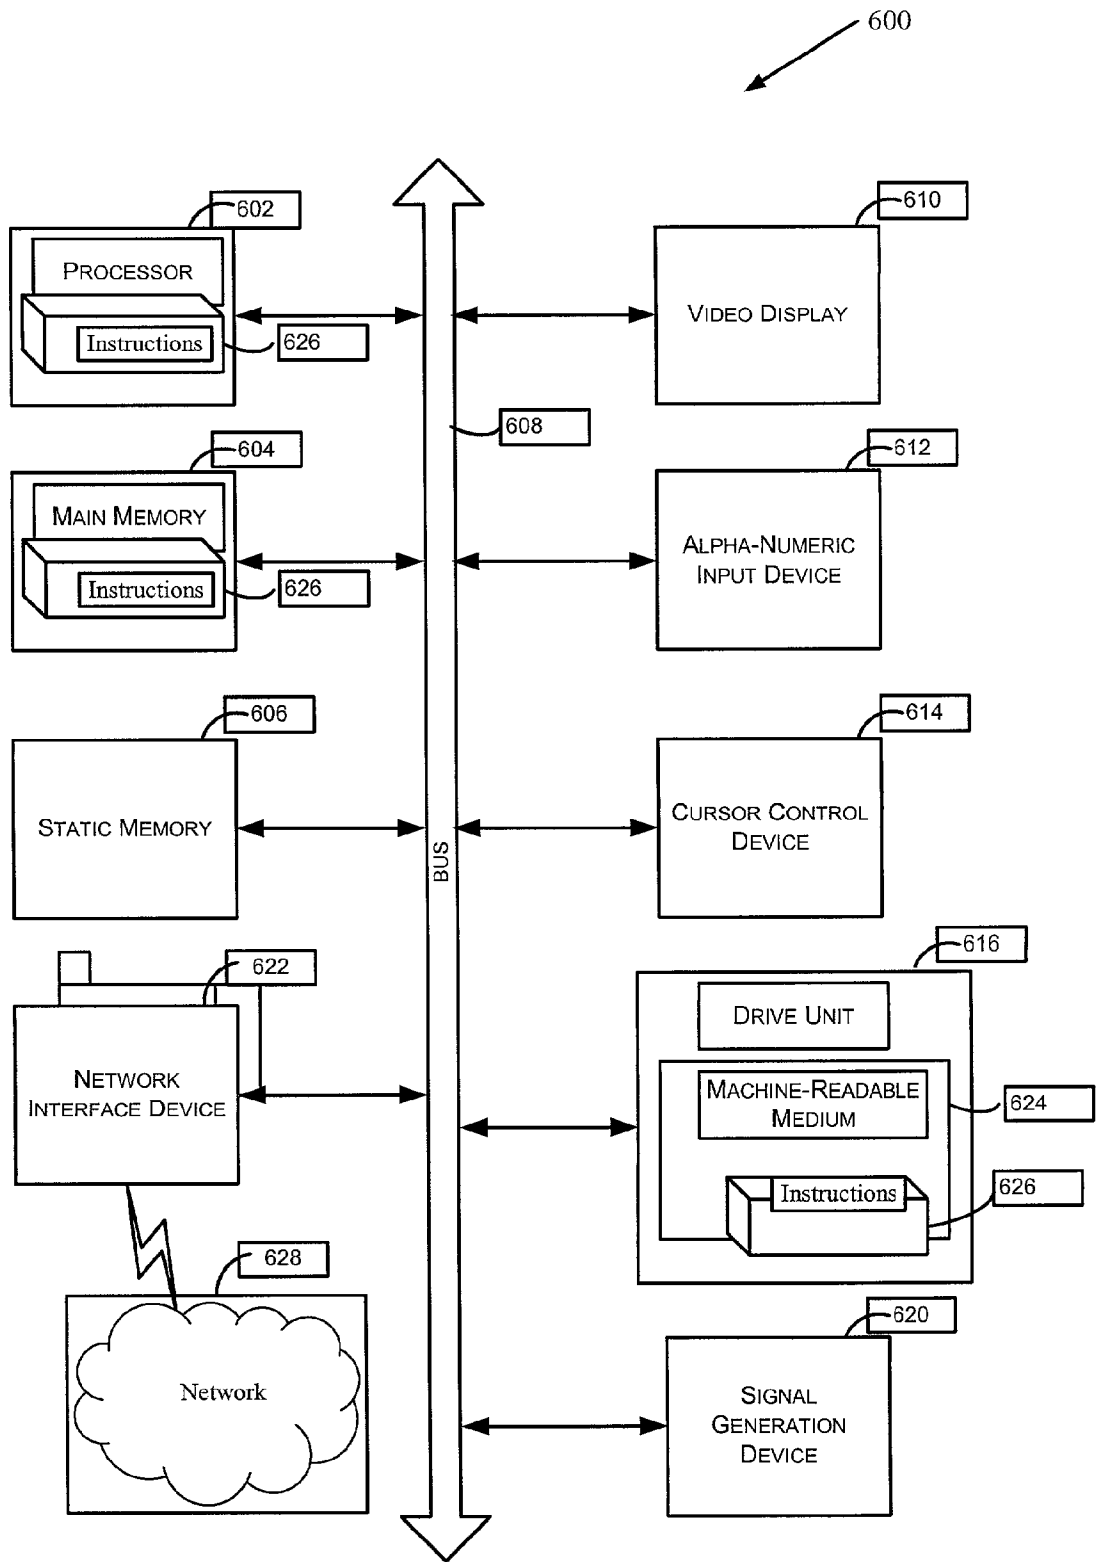 600
602
PROCESSOR
Instructions
626
610
VIDEO DISPLAY
608
604
MAIN MEMORY
Instructions
626
612
ALPHA-NUMERIC
INPUT DEVICE
606
STATIC MEMORY
614
CURSOR CONTROL
DEVICE
BUS
622
NETWORK
INTERFACE DEVICE
616
DRIVE UNIT
MACHINE-READABLE
MEDIUM
624
Instructions
626
628
Network
620
SIGNAL
GENERATION
DEVICE